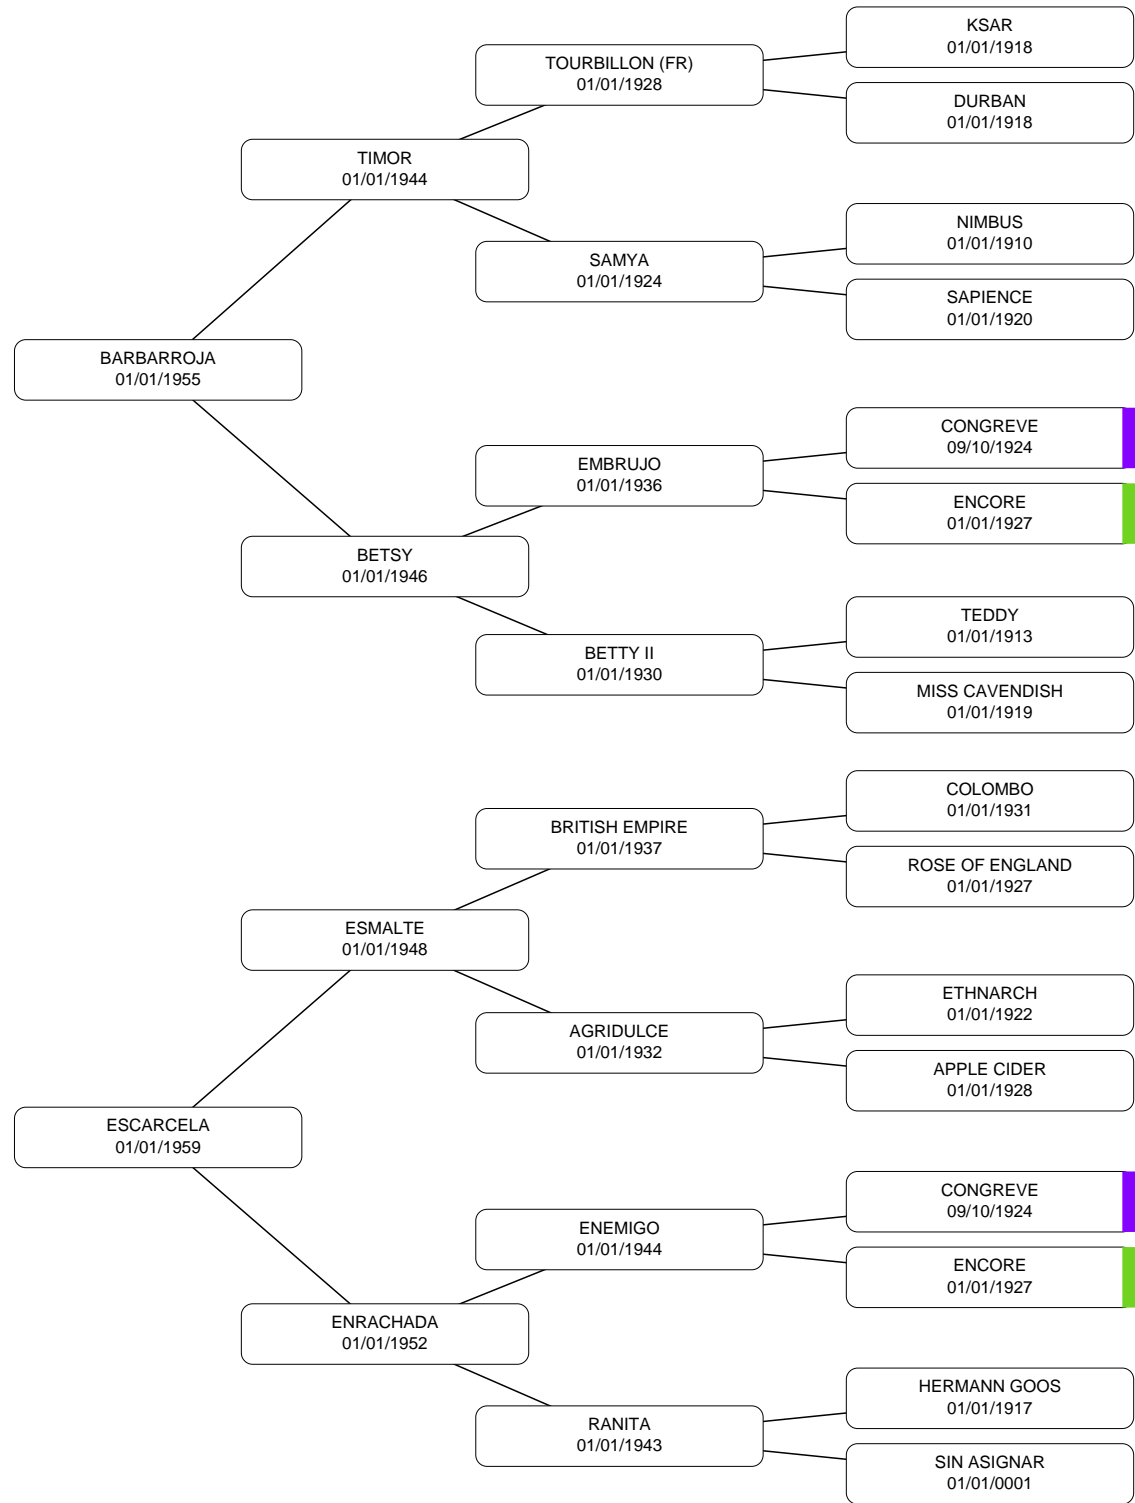 KSAR
01/01/1918
TOURBILLON (FR)
01/01/1928
DURBAN
01/01/1918
TIMOR
01/01/1944
NIMBUS
01/01/1910
SAMYA
01/01/1924
SAPIENCE
01/01/1920
BARBARROJA
01/01/1955
CONGREVE
09/10/1924
EMBRUJO
01/01/1936
ENCORE
01/01/1927
BETSY
01/01/1946
TEDDY
01/01/1913
BETTY II
01/01/1930
MISS CAVENDISH
01/01/1919
COLOMBO
01/01/1931
BRITISH EMPIRE
01/01/1937
ROSE OF ENGLAND
01/01/1927
ESMALTE
01/01/1948
ETHNARCH
01/01/1922
AGRIDULCE
01/01/1932
APPLE CIDER
01/01/1928
ESCARCELA
01/01/1959
CONGREVE
09/10/1924
ENEMIGO
01/01/1944
ENCORE
01/01/1927
ENRACHADA
01/01/1952
HERMANN GOOS
01/01/1917
RANITA
01/01/1943
SIN ASIGNAR
01/01/0001